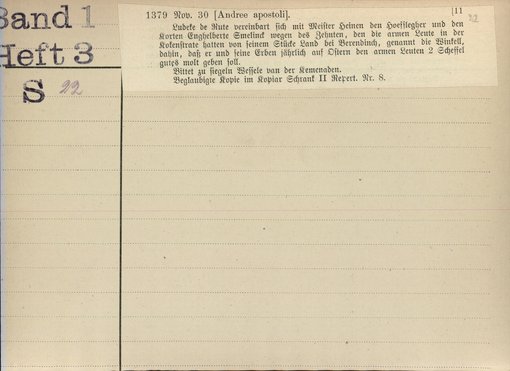 Band 1
Heft 3
S 22
1379 Nov. 30 [Andree apostoli]. [11
22
Ludeke de Rute vereinbart sich mit Meister Heinen den Hoefslegher und den
Korten Enghelberte Smelinck wegen des Zehnten, den die armen Leute in der
Kokenstrate hatten von seinem Stücke Land bei Berendinch, genannt die Winkell,
dahin, daß er und seine Erben jährlich auf Ostern den armen Leuten 2 Scheffel
gutes molt geben soll.
Bittet zu siegeln Wessele van der Kemenaden.
Beglaubigte Kopie im Kopiar Schrank II Repert. Nr. 8.